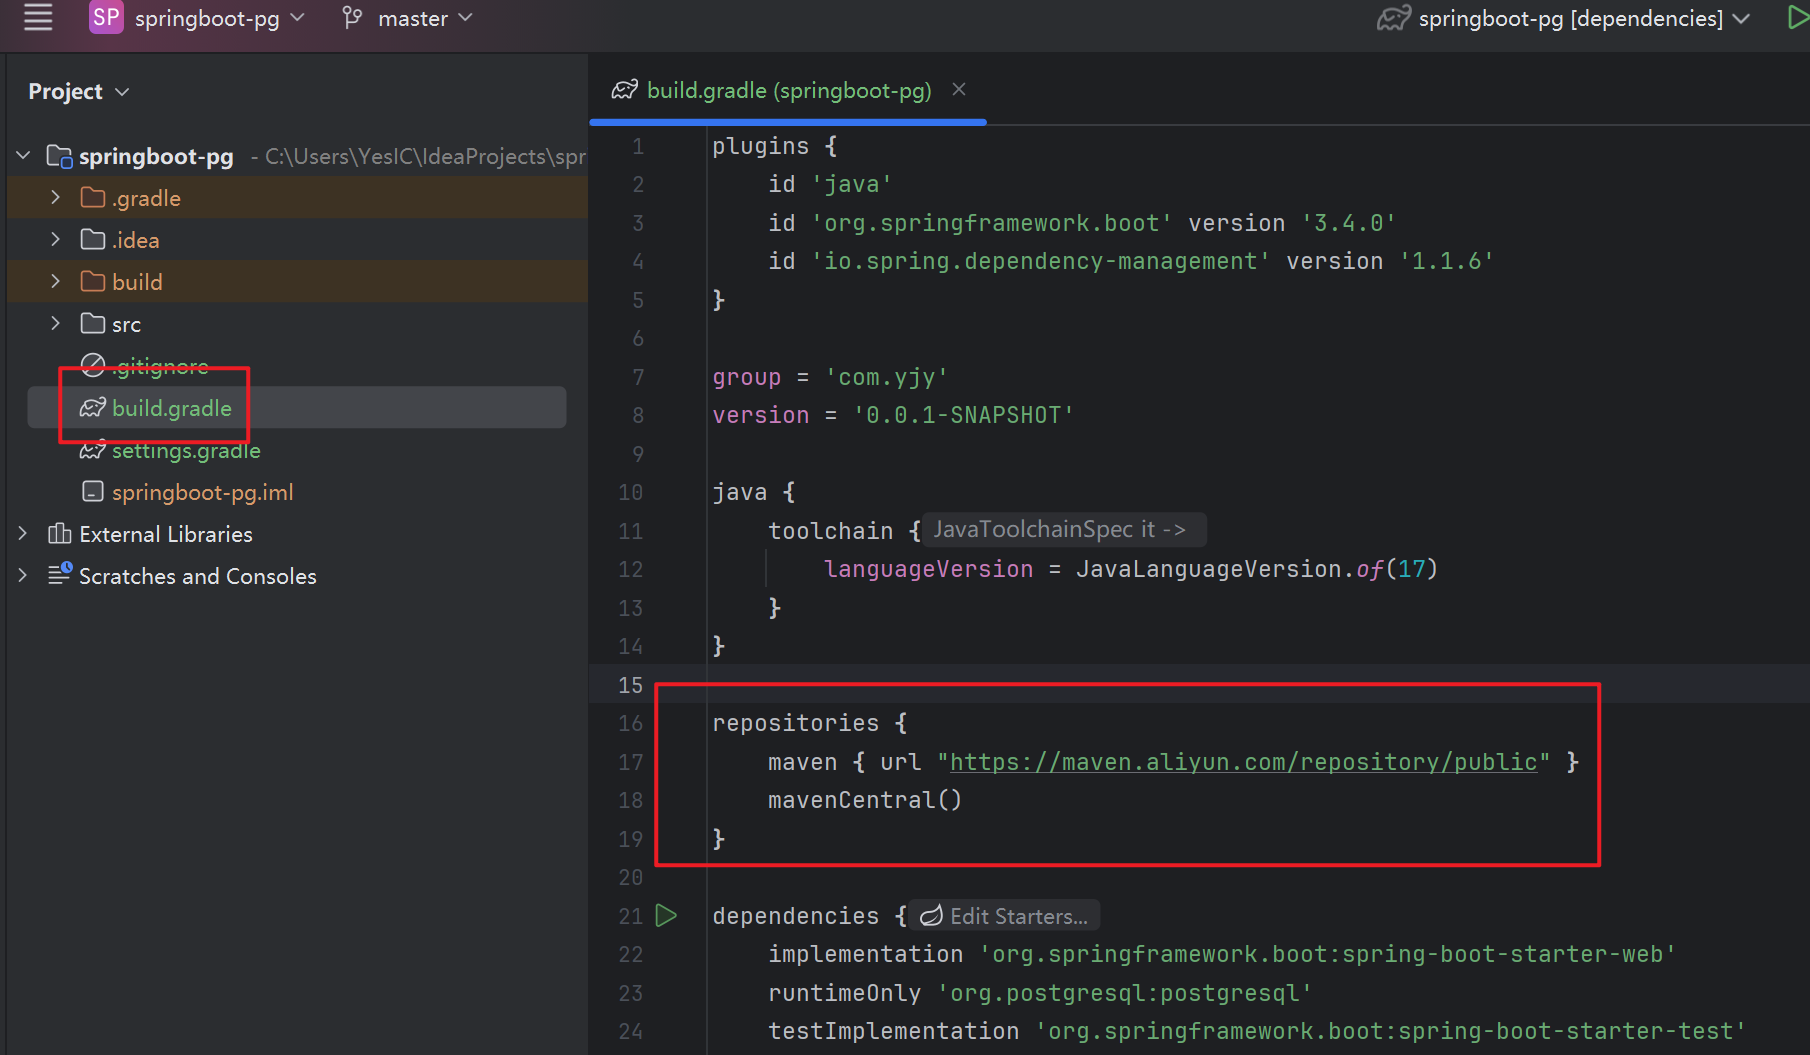 SP springboot-pg master springboot-pg [dependencies]
Project
springboot-pg - C:\Users\YesIC\IdeaProjects\spr
.gradle
.idea
build
src
.gitignore
build.gradle
settings.gradle
springboot-pg.iml
External Libraries
Scratches and Consoles
build.gradle (springboot-pg)
1 plugins {
2 id 'java'
3 id 'org.springframework.boot' version '3.4.0'
4 id 'io.spring.dependency-management' version '1.1.6'
5 }
6
7 group = 'com.yjy'
8 version = '0.0.1-SNAPSHOT'
9
10 java {
11 toolchain { JavaToolchainSpec it ->
12 languageVersion = JavaLanguageVersion.of(17)
13 }
14 }
15
16 repositories {
17 maven { url "https://maven.aliyun.com/repository/public" }
18 mavenCentral()
19 }
20
21 dependencies { Edit Starters...
22 implementation 'org.springframework.boot:spring-boot-starter-web'
23 runtimeOnly 'org.postgresql:postgresql'
24 testImplementation 'org.springframework.boot:spring-boot-starter-test'